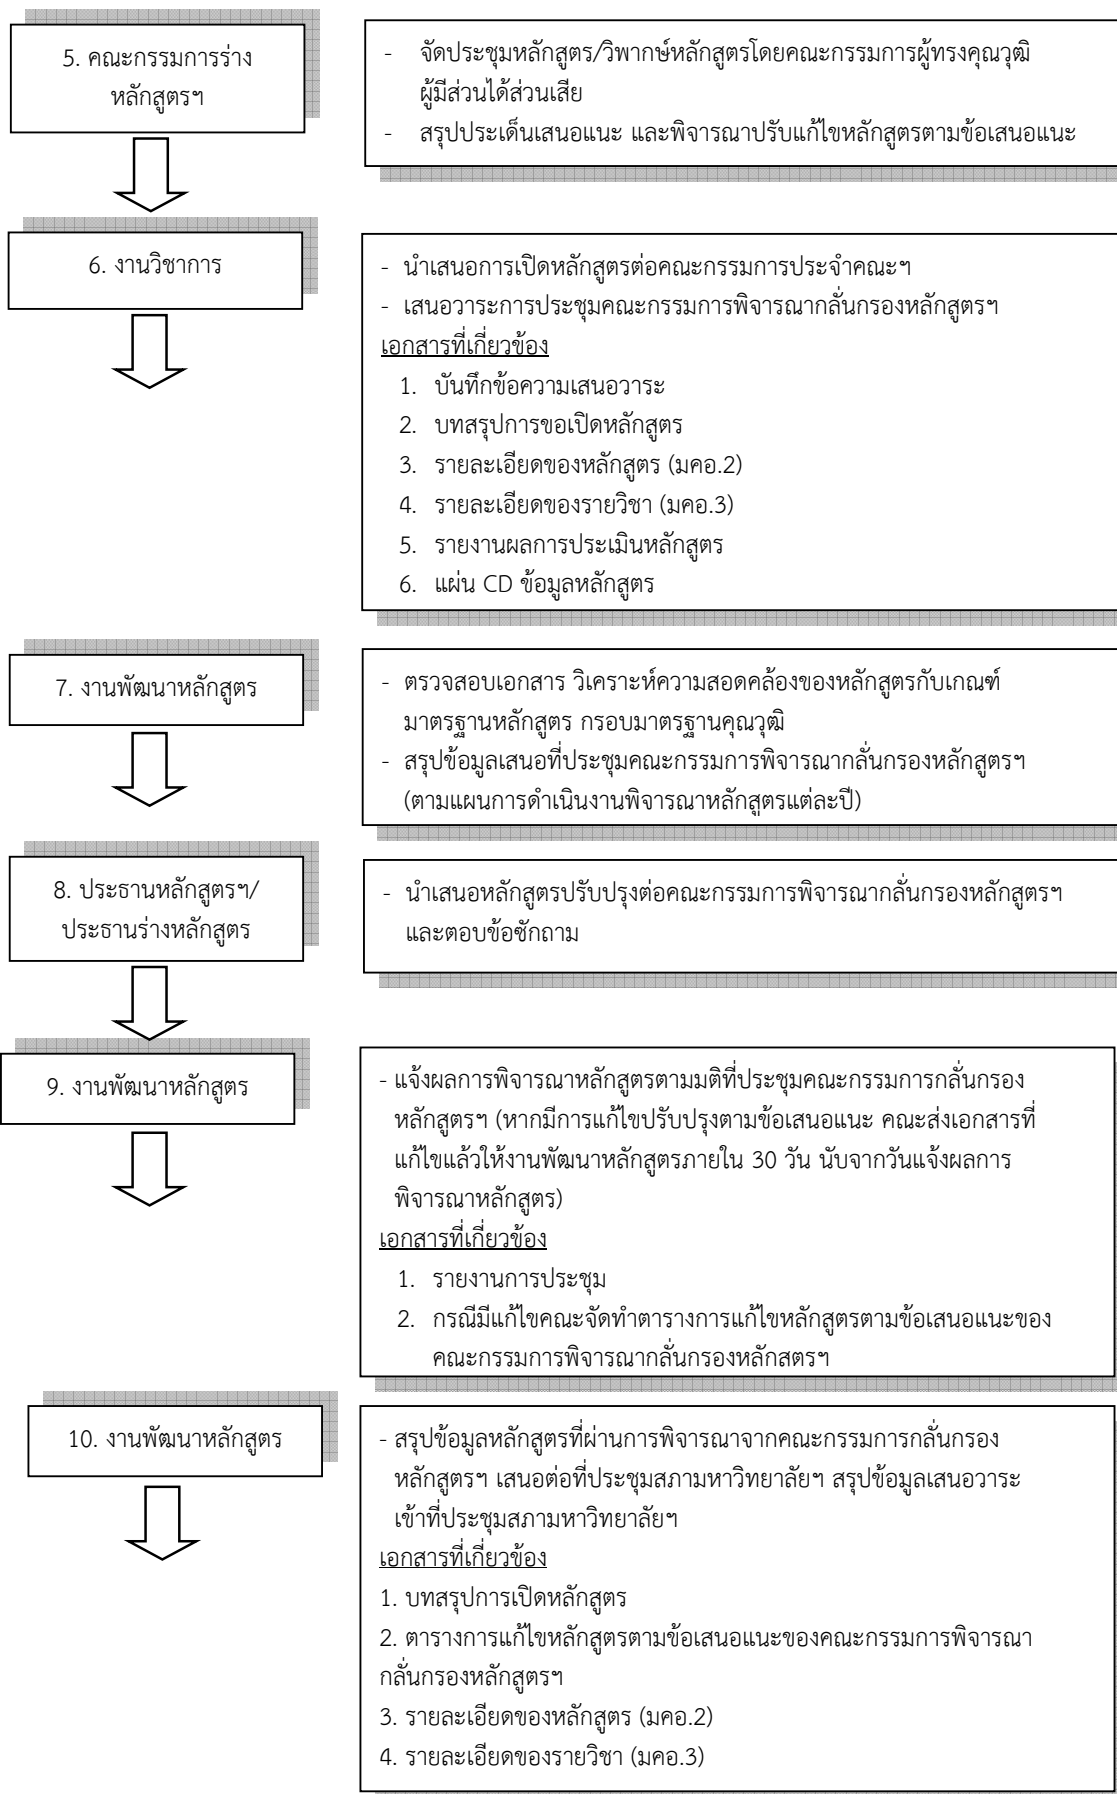 5. คณะกรรมการร่าง
หลักสูตรฯ
- จัดประชุมหลักสูตร/วิพากษ์หลักสูตรโดยคณะกรรมการผู้ทรงคุณวุฒิ
ผู้มีส่วนได้ส่วนเสีย
- สรุปประเด็นเสนอแนะ และพิจารณาปรับแก้ไขหลักสูตรตามข้อเสนอแนะ
6. งานวิชาการ
- นำเสนอการเปิดหลักสูตรต่อคณะกรรมการประจำคณะฯ
- เสนอวาระการประชุมคณะกรรมการพิจารณากลั่นกรองหลักสูตรฯ
เอกสารที่เกี่ยวข้อง
1. บันทึกข้อความเสนอวาระ
2. บทสรุปการขอเปิดหลักสูตร
3. รายละเอียดของหลักสูตร (มคอ.2)
4. รายละเอียดของรายวิชา (มคอ.3)
5. รายงานผลการประเมินหลักสูตร
6. แผ่น CD ข้อมูลหลักสูตร
7. งานพัฒนาหลักสูตร
- ตรวจสอบเอกสาร วิเคราะห์ความสอดคล้องของหลักสูตรกับเกณฑ์
มาตรฐานหลักสูตร กรอบมาตรฐานคุณวุฒิ
- สรุปข้อมูลเสนอที่ประชุมคณะกรรมการพิจารณากลั่นกรองหลักสูตรฯ
(ตามแผนการดำเนินงานพิจารณาหลักสูตรแต่ละปี)
8. ประธานหลักสูตรฯ/
ประธานร่างหลักสูตร
- นำเสนอหลักสูตรปรับปรุงต่อคณะกรรมการพิจารณากลั่นกรองหลักสูตรฯ
และตอบข้อซักถาม
9. งานพัฒนาหลักสูตร
- แจ้งผลการพิจารณาหลักสูตรตามมติที่ประชุมคณะกรรมการกลั่นกรอง
หลักสูตรฯ (หากมีการแก้ไขปรับปรุงตามข้อเสนอแนะ คณะส่งเอกสารที่
แก้ไขแล้วให้งานพัฒนาหลักสูตรภายใน 30 วัน นับจากวันแจ้งผลการ
พิจารณาหลักสูตร)
เอกสารที่เกี่ยวข้อง
1. รายงานการประชุม
2. กรณีมีแก้ไขคณะจัดทำตารางการแก้ไขหลักสูตรตามข้อเสนอแนะของ
คณะกรรมการพิจารณากลั่นกรองหลักสตรฯ
10. งานพัฒนาหลักสูตร
- สรุปข้อมูลหลักสูตรที่ผ่านการพิจารณาจากคณะกรรมการกลั่นกรอง
หลักสูตรฯ เสนอต่อที่ประชุมสภามหาวิทยาลัยฯ สรุปข้อมูลเสนอวาระ
เข้าที่ประชุมสภามหาวิทยาลัยฯ
เอกสารที่เกี่ยวข้อง
1. บทสรุปการเปิดหลักสูตร
2. ตารางการแก้ไขหลักสูตรตามข้อเสนอแนะของคณะกรรมการพิจารณา
กลั่นกรองหลักสูตรฯ
3. รายละเอียดของหลักสูตร (มคอ.2)
4. รายละเอียดของรายวิชา (มคอ.3)